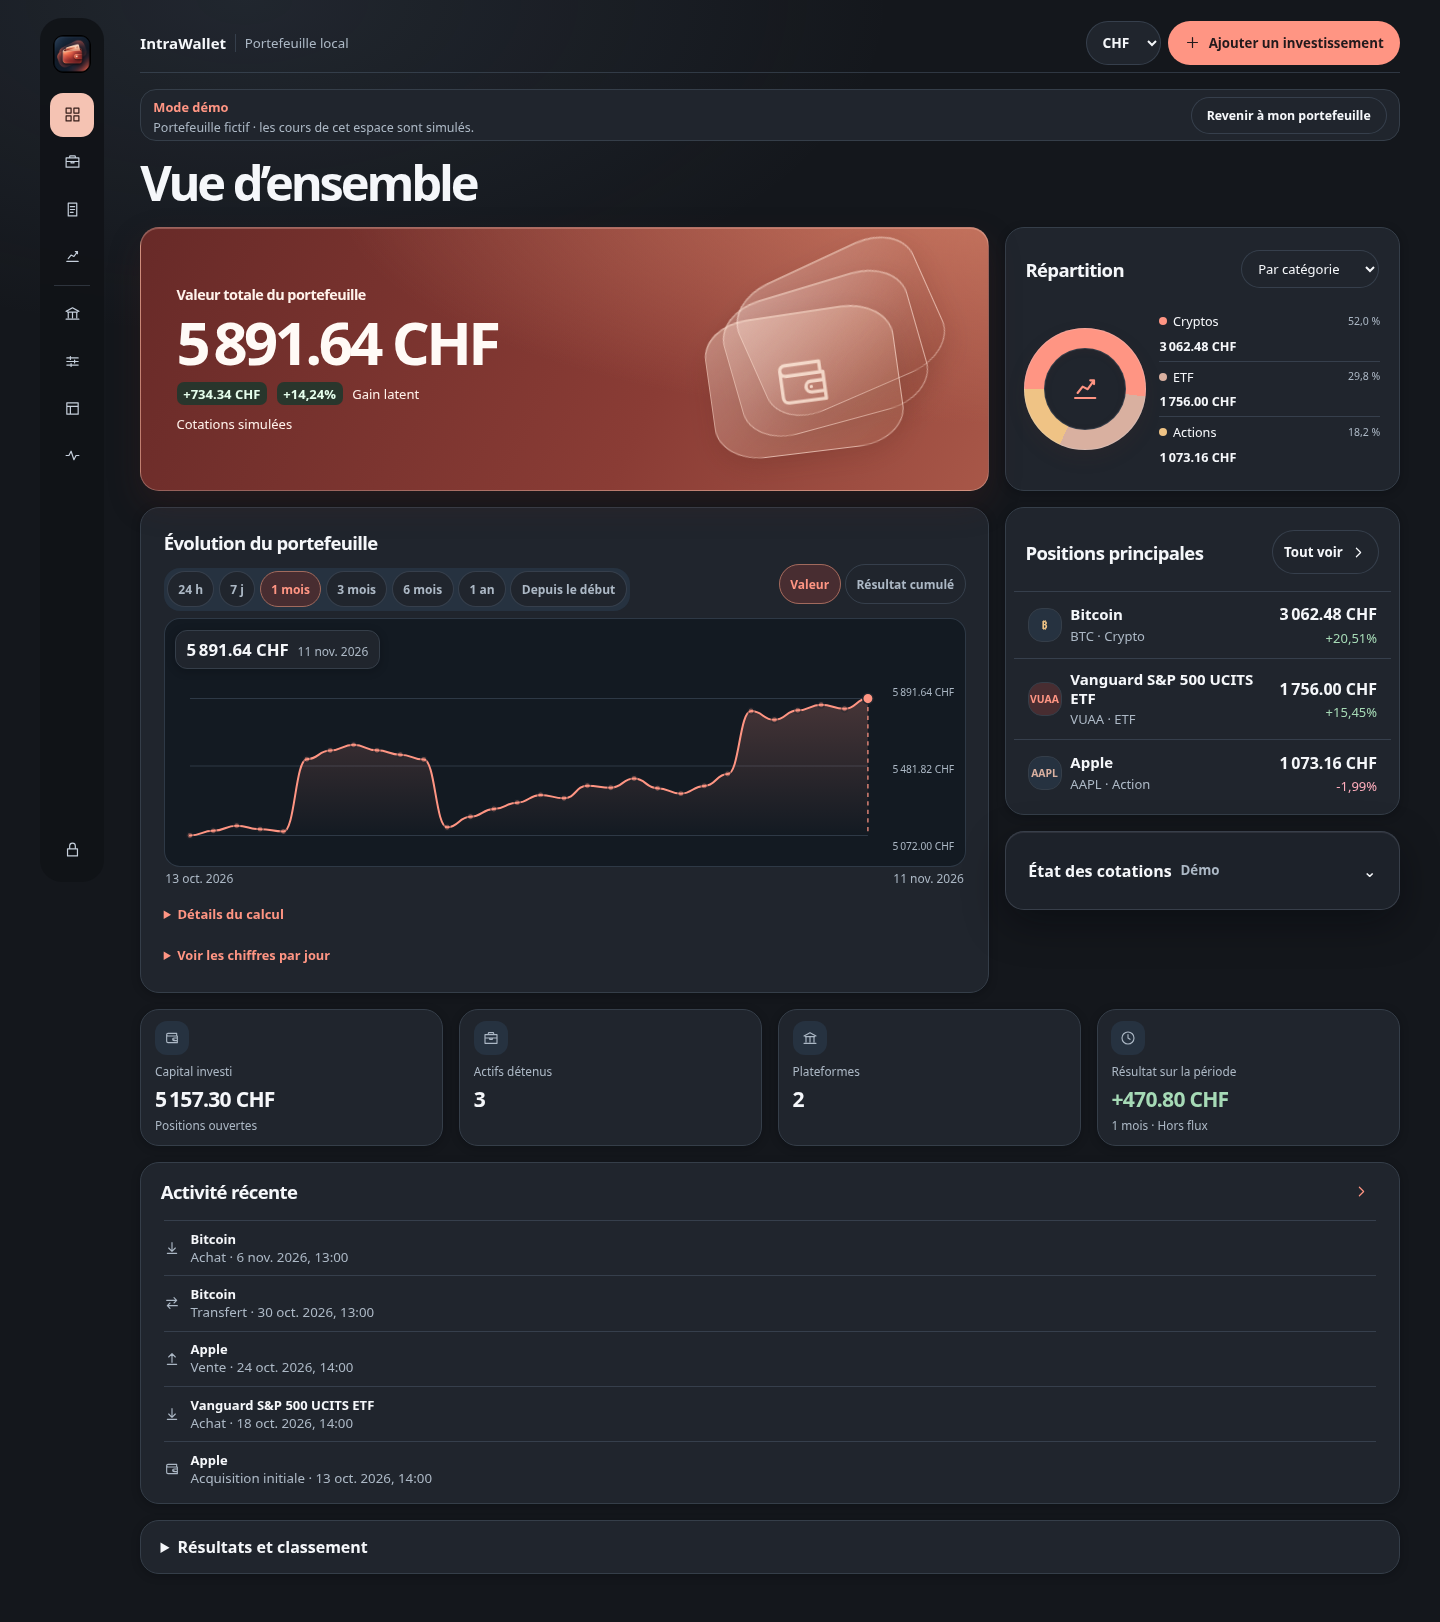 IntraWallet
Portefeuille local
CHF
Ajouter un investissement
Mode démo
Portefeuille fictif · les cours de cet espace sont simulés.
Revenir à mon portefeuille
Vue d’ensemble
Valeur totale du portefeuille
5 891.64 CHF
+734.34 CHF +14,24% Gain latent
Cotations simulées
Répartition
Par catégorie
Cryptos 52,0 %
3 062.48 CHF
ETF 29,8 %
1 756.00 CHF
Actions 18,2 %
1 073.16 CHF
Évolution du portefeuille
24 h 7 j 1 mois 3 mois 6 mois 1 an Depuis le début
Valeur Résultat cumulé
5 891.64 CHF 11 nov. 2026
5 891.64 CHF
5 481.82 CHF
5 072.00 CHF
13 oct. 2026 11 nov. 2026
Détails du calcul
Voir les chiffres par jour
Positions principales
Tout voir
Bitcoin 3 062.48 CHF
BTC · Crypto +20,51%
VUAA
Vanguard S&P 500 UCITS ETF 1 756.00 CHF
VUAA · ETF +15,45%
AAPL
Apple 1 073.16 CHF
AAPL · Action -1,99%
État des cotations Démo
Capital investi
5 157.30 CHF
Positions ouvertes
Actifs détenus
3
Plateformes
2
Résultat sur la période
+470.80 CHF
1 mois · Hors flux
Activité récente
Bitcoin
Achat · 6 nov. 2026, 13:00
Bitcoin
Transfert · 30 oct. 2026, 13:00
Apple
Vente · 24 oct. 2026, 14:00
Vanguard S&P 500 UCITS ETF
Achat · 18 oct. 2026, 14:00
Apple
Acquisition initiale · 13 oct. 2026, 14:00
Résultats et classement